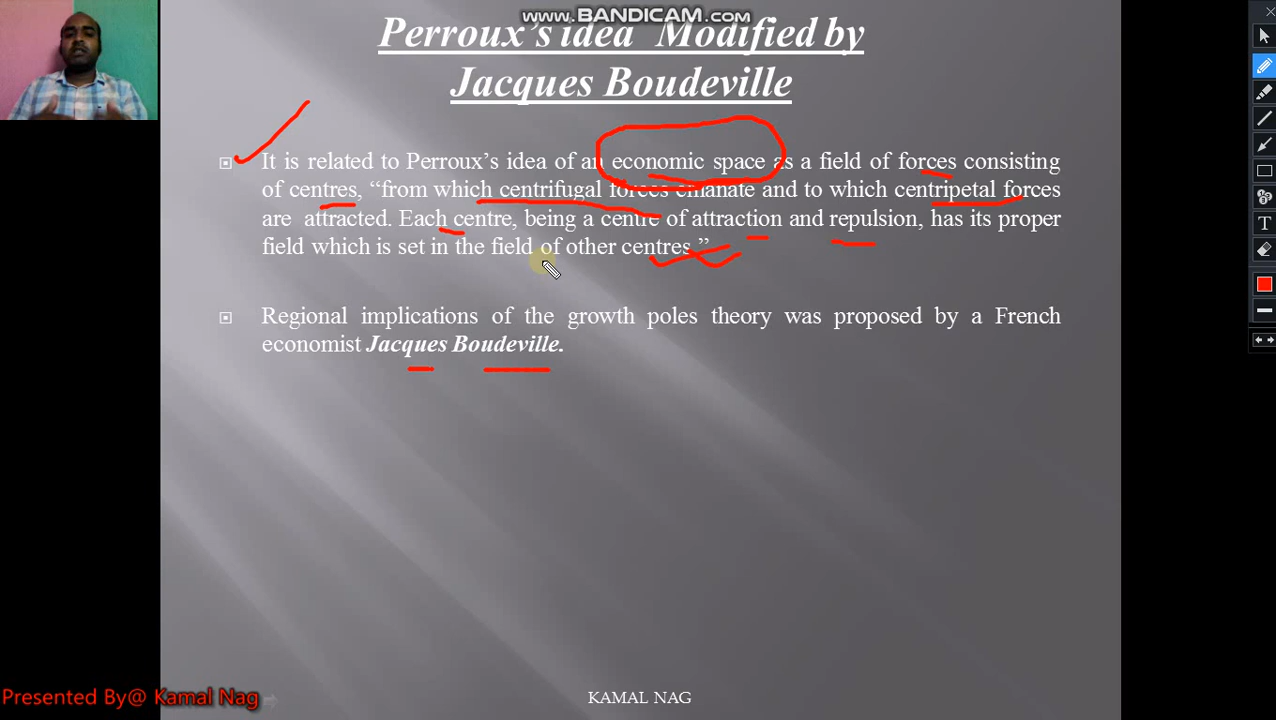 www.BANDICAM.com
Perroux's idea Modified by
Jacques Boudeville
It is related to Perroux's idea of an economic space as a field of forces consisting
of centres, “from which centrifugal forces emanate and to which centripetal forces
are attracted. Each centre, being a centre of attraction and repulsion, has its proper
field which is set in the field of other centres.”
Regional implications of the growth poles theory was proposed by a French
economist Jacques Boudeville.
Presented By@ Kamal Nag
KAMAL NAG